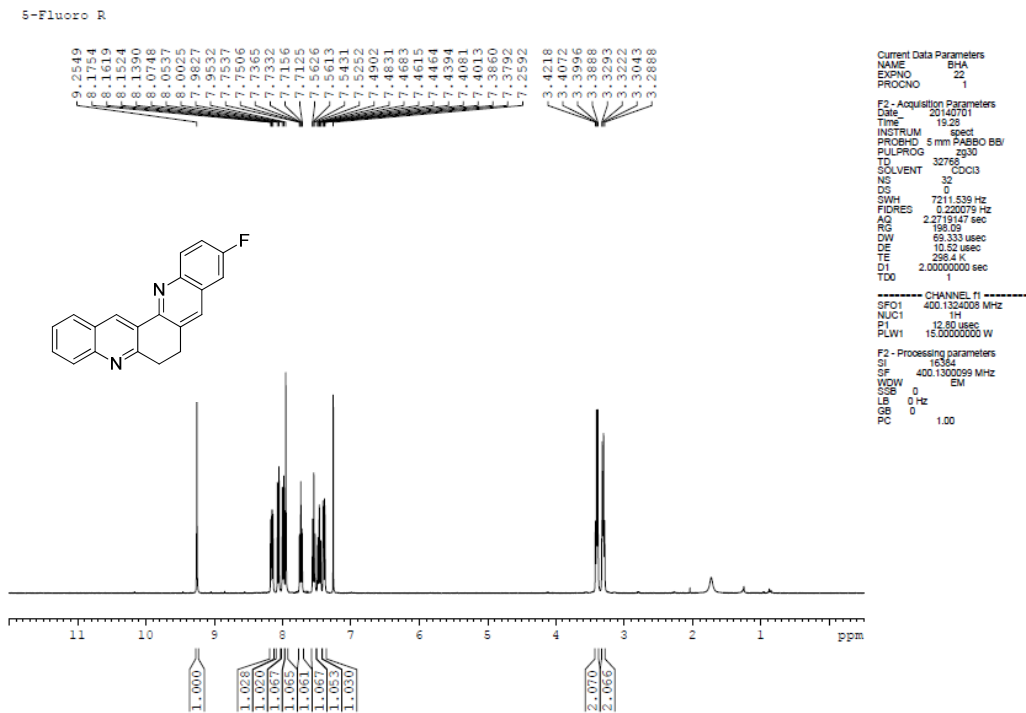 5-Fluoro R
9.2549
8.1754
8.1619
8.1524
8.1390
8.0748
8.0537
8.0025
7.9827
7.9532
7.7537
7.7506
7.7365
7.7332
7.7156
7.7125
7.5626
7.5613
7.5431
7.5252
7.4902
7.4831
7.4683
7.4615
7.4464
7.4394
7.4081
7.4013
7.3860
7.3792
7.2592
3.4218
3.4072
3.3996
3.3888
3.3293
3.3222
3.3043
3.2888
Current Data Parameters
NAME BHA
EXPNO 22
PROCNO 1
F2 - Acquisition Parameters
Date_ 20140701
Time 19.28
INSTRUM spect
PROBHD 5 mm PABBO BB/
PULPROG zg30
TD 32768
SOLVENT CDCl3
NS 32
DS 0
SWH 7211.539 Hz
FIDRES 0.220079 Hz
AQ 2.2719147 sec
RG 198.09
DW 69.333 usec
DE 10.52 usec
TE 298.4 K
D1 2.00000000 sec
TD0 1
======== CHANNEL f1 ========
SFO1 400.1324008 MHz
NUC1 1H
P1 12.80 usec
PLW1 15.00000000 W
F2 - Processing parameters
SI 16384
SF 400.1300099 MHz
WDW EM
SSB 0
LB 0 Hz
GB 0
PC 1.00
F
N
N
11 10 9 8 7 6 5 4 3 2 1 ppm
1.000
1.028
1.020
1.067
1.065
1.061
1.067
1.053
1.030
2.070
2.066